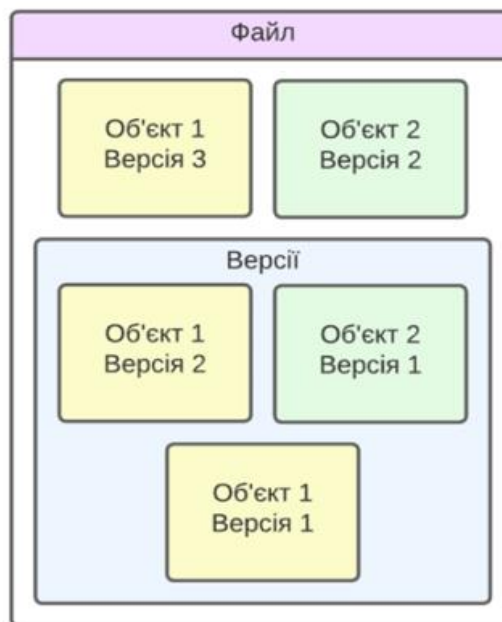 Файл
Об'єкт 1
Версія 3
Об'єкт 2
Версія 2
Версії
Об'єкт 1
Версія 2
Об'єкт 2
Версія 1
Об'єкт 1
Версія 1